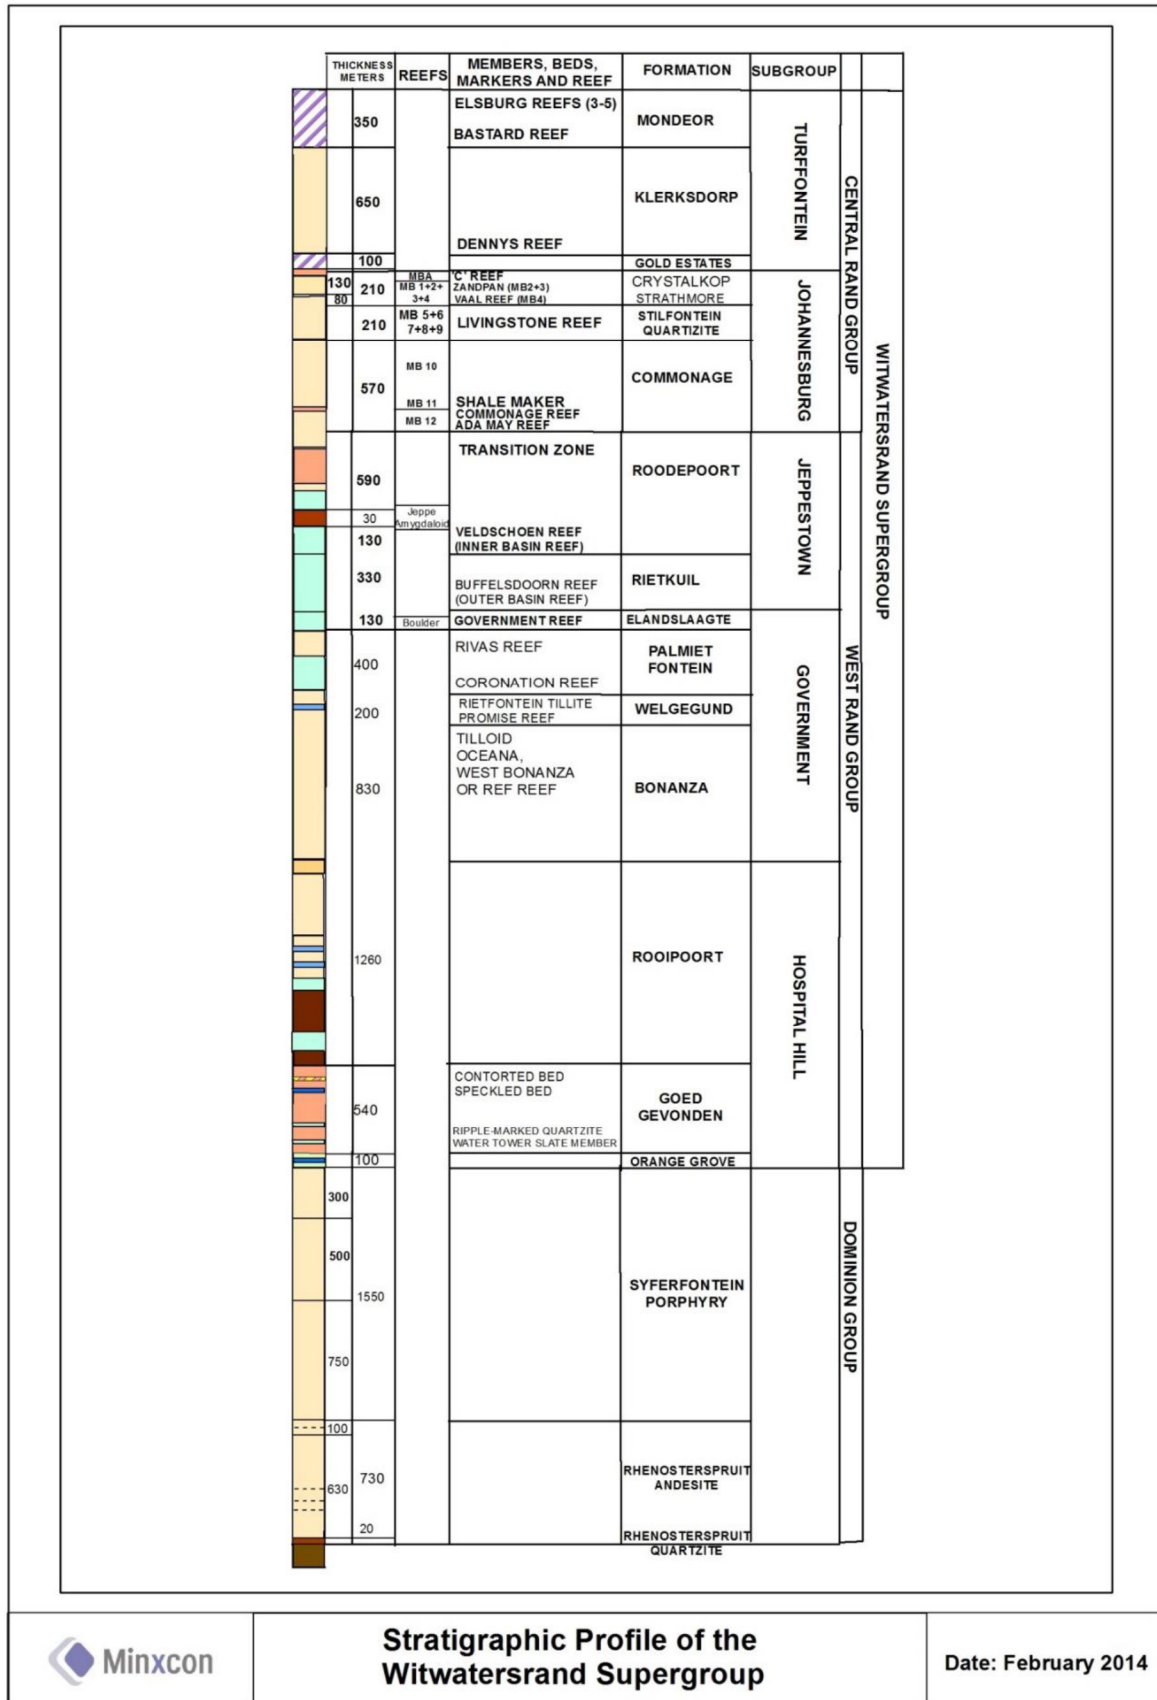 THICKNESS
METERS
REEFS
MEMBERS, BEDS,
MARKERS AND REEF
FORMATION
SUBGROUP
350
ELSBURG REEFS (3-5)
BASTARD REEF
MONDEOR
TURFFONTEIN
CENTRAL RAND GROUP
WITWATERSRAND SUPERGROUP
650
DENNYS REEF
KLERKSDORP
100
GOLD ESTATES
130
80
210
MBA
MB 1+2+
3+4
'C' REEF
ZANDPAN (MB2+3)
VAAL REEF (MB4)
CRYSTALKOP
STRATHMORE
JOHANNESBURG
210
MB 5+6
7+8+9
LIVINGSTONE REEF
STILFONTEIN
QUARTIZITE
570
MB 10
MB 11
MB 12
SHALE MAKER
COMMONAGE REEF
ADA MAY REEF
COMMONAGE
590
TRANSITION ZONE
ROODEPOORT
JEPPESTOWN
WEST RAND GROUP
30
Jeppe
Amygdaloid
130
VELDSCHOEN REEF
(INNER BASIN REEF)
330
BUFFELSDOORN REEF
(OUTER BASIN REEF)
RIETKUIL
130
Boulder
GOVERNMENT REEF
ELANDSLAAGTE
GOVERNMENT
400
RIVAS REEF
CORONATION REEF
PALMIET
FONTEIN
200
RIETFONTEIN TILLITE
PROMISE REEF
WELGEGUND
830
TILLOID
OCEANA,
WEST BONANZA
OR REF REEF
BONANZA
1260
ROOIPOORT
HOSPITAL HILL
540
CONTORTED BED
SPECKLED BED
RIPPLE-MARKED QUARTZITE
WATER TOWER SLATE MEMBER
GOED
GEVONDEN
100
ORANGE GROVE
300
500
1550
750
SYFERFONTEIN
PORPHYRY
DOMINION GROUP
100
730
630
RHENOSTERSPRUIT
ANDESITE
20
RHENOSTERSPRUIT
QUARTZITE
Minxcon
Stratigraphic Profile of the
Witwatersrand Supergroup
Date: February 2014